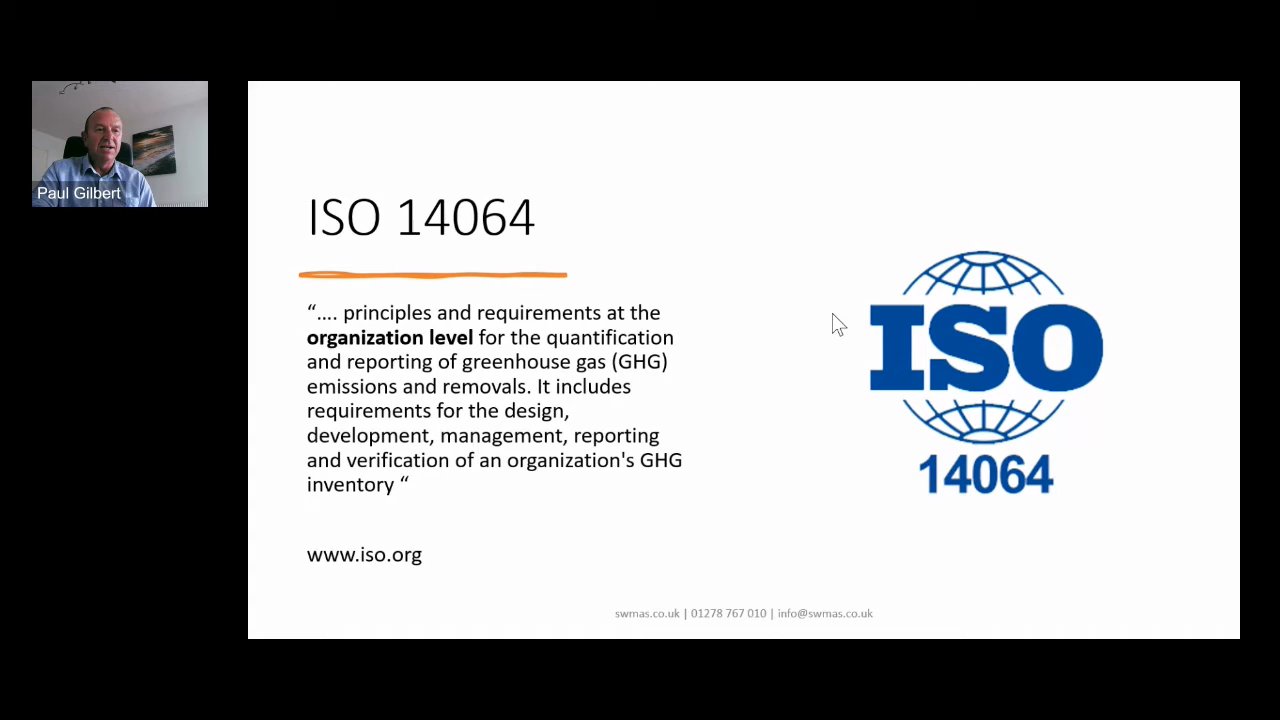 Paul Gilbert
ISO 14064
“…. principles and requirements at the
organization level for the quantification
and reporting of greenhouse gas (GHG)
emissions and removals. It includes
requirements for the design,
development, management, reporting
and verification of an organization's GHG
inventory “
www.iso.org
ISO
14064
swmas.co.uk | 01278 767 010 | info@swmas.co.uk